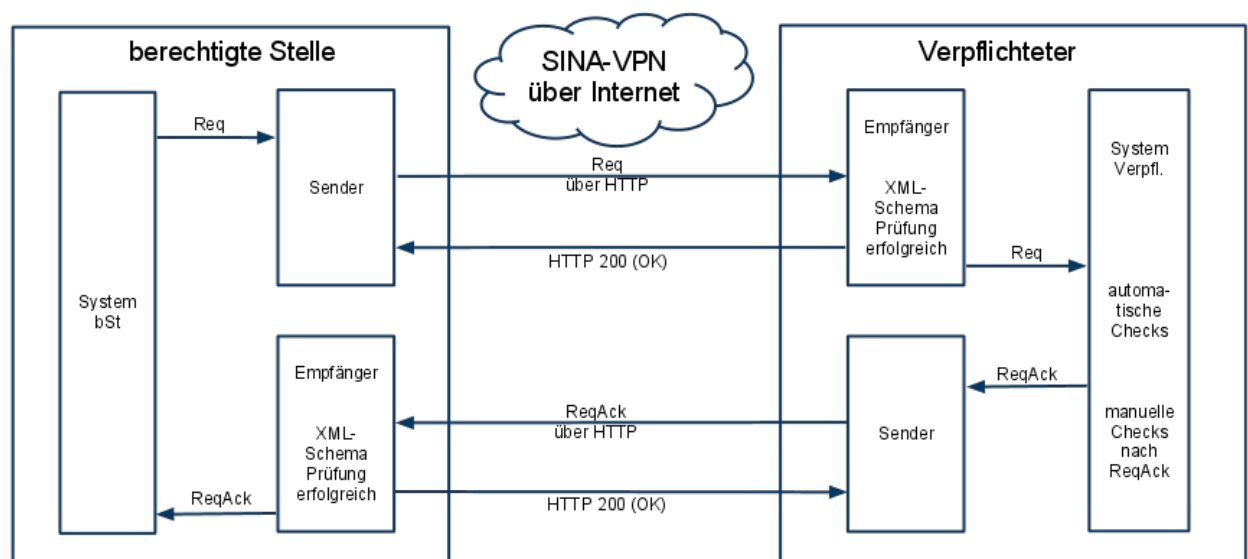 berechtigte Stelle
SINA-VPN
über Internet
Verpflichteter
Req
Sender
Req
über HTTP
HTTP 200 (OK)
Empfänger
XML-
Schema
Prüfung
erfolgreich
Req
System
Verpfl.
automa-
tische
Checks
manuelle
Checks
nach
ReqAck
System
bSt
ReqAck
Sender
ReqAck
über HTTP
HTTP 200 (OK)
Empfänger
XML-
Schema
Prüfung
erfolgreich
ReqAck